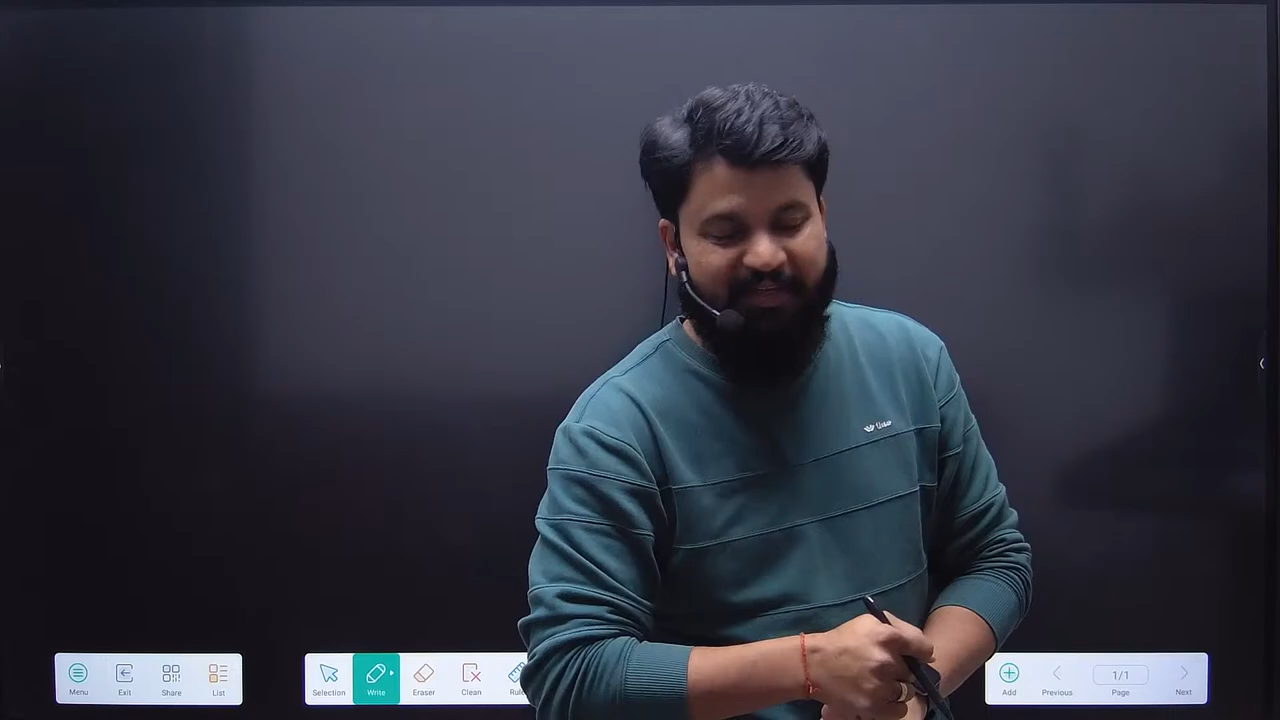 Menu
Exit
Share
List
Selection
Write
Eraser
Clean
Add
Previous
1/1
Page
Next